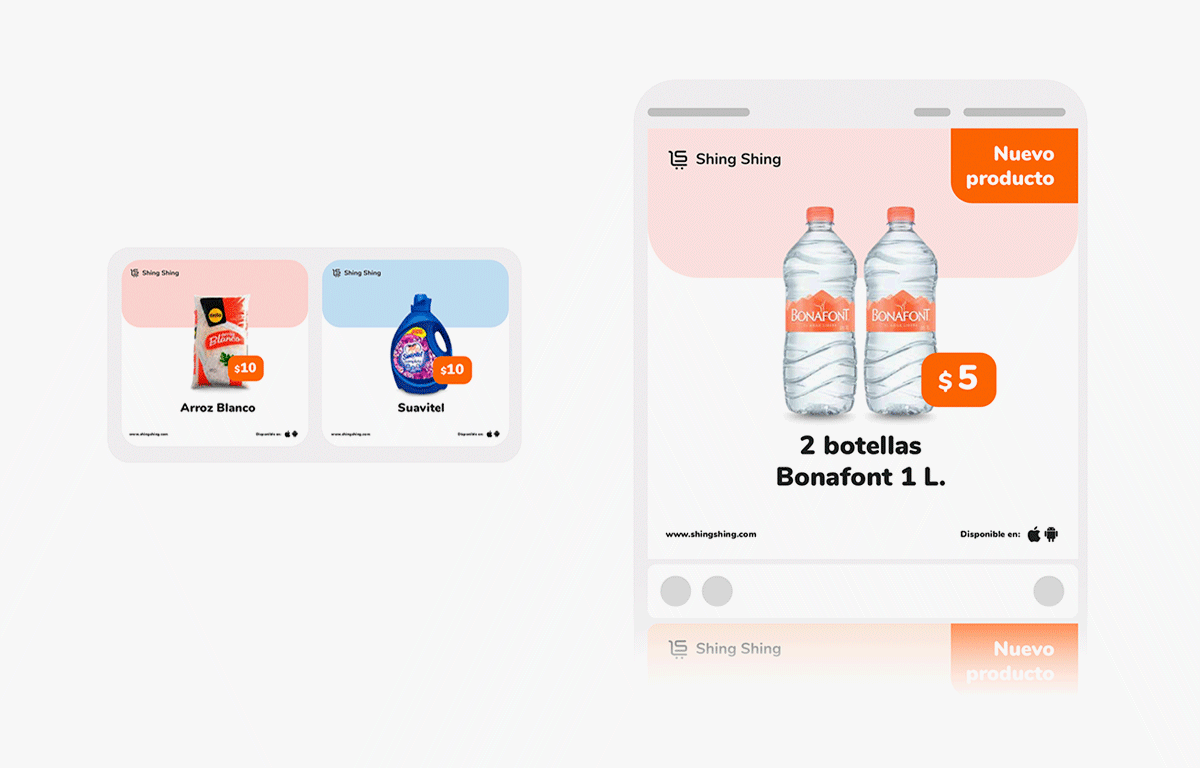 Shing Shing
Blanco
$10
Arroz Blanco
www.shingshing.com
Disponible en:
Shing Shing
Suavitel
$10
Suavitel
www.shingshing.com
Disponible en:
Shing Shing
Nuevo
producto
BONAFONT
BONAFONT
$5
2 botellas
Bonafont 1 L.
www.shingshing.com
Disponible en:
Shing Shing
Nuevo
producto